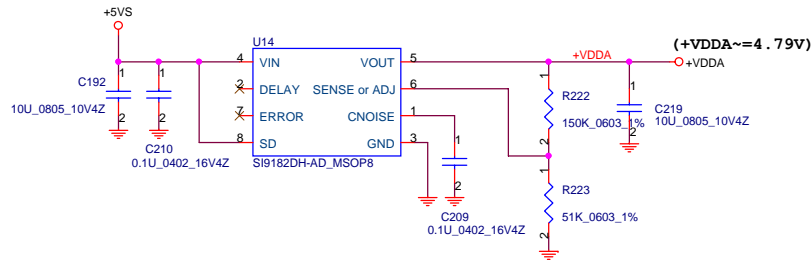 +5VS
(+VDDA~=4.79V)
U14
4 VIN VOUT 5 +VDDA +VDDA
C192 1 1 2 DELAY SENSE or ADJ 6 1 R222 1
10U_0805_10V4Z 2 2 7 ERROR CNOISE 1 150K_0603_1% 2 C219
C210 8 SD GND 3 1 2 10U_0805_10V4Z
0.1U_0402_16V4Z SI9182DH-AD_MSOP8 2 1 R223
C209 51K_0603_1%
0.1U_0402_16V4Z 2